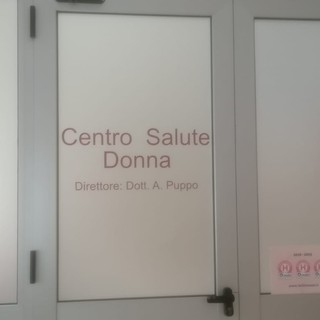 Centro Salute
Donna
Direttore: Dott. A. Puppo